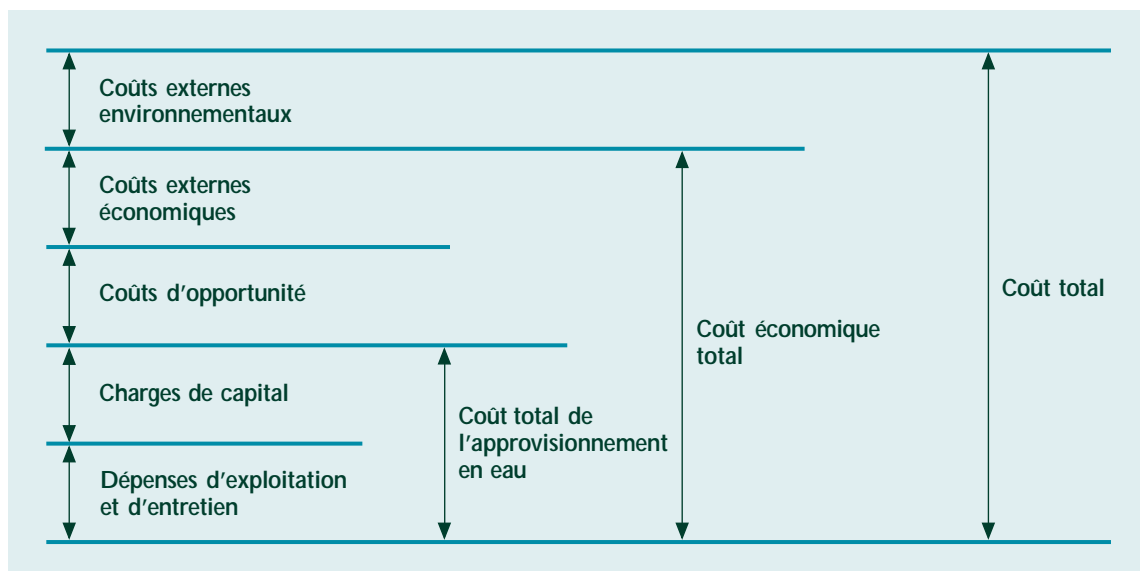 Coûts externes
environnementaux
Coûts externes
économiques
Coûts d'opportunité
Coût total
Coût économique
total
Charges de capital
Coût total de
l'approvisionnement
en eau
Dépenses d'exploitation
et d'entretien